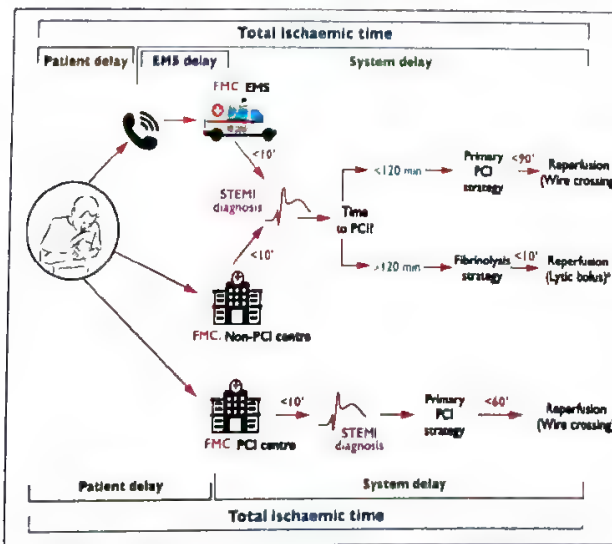 Total ischaemic time
Patient delay
EMS delay
System delay
FMC: EMS
<10'
STEMI
diagnosis
<10'
Time
to PCI?
<120 min
Primary
PCI
strategy
<90'
Reperfusion
(Wire crossing)
>120 min
Fibrinolysis
strategy
<10'
Reperfusion
(Lytic bolus)ª
FMC: Non-PCI centre
FMC: PCI centre
<10'
STEMI
diagnosis
Primary
PCI
strategy
<60'
Reperfusion
(Wire crossing)
Patient delay
System delay
Total ischaemic time